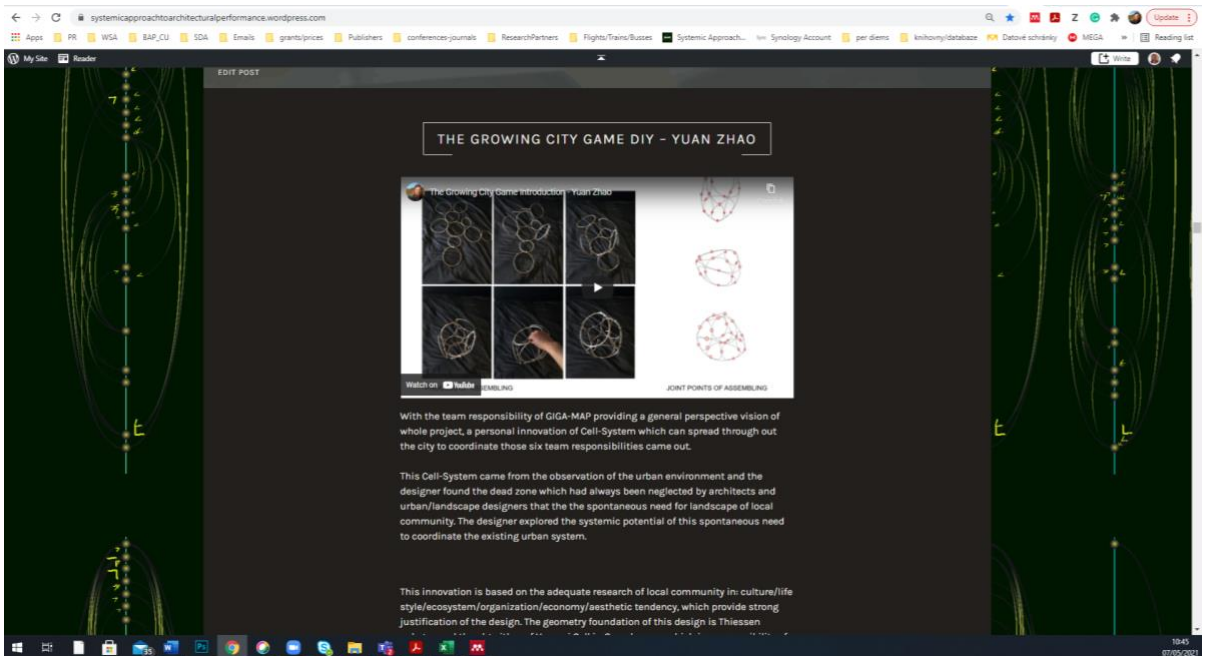 systemicapproachtoarchitecturalperformance.wordpress.com
Update
Apps PR WSA BAP_CU SDA Emails grants/prices Publishers conferences-journals ResearchPartners Flights/Trains/Busses Systemic Approach... Synology Account per diems knihovny/databaze Datové schránky MEGA » Reading list
My Site Reader Write
EDIT POST
THE GROWING CITY GAME DIY – YUAN ZHAO
The Growing City Game Introduction - Yuan Zhao
Watch on YouTube
SEMBLING JOINT POINTS OF ASSEMBLING
With the team responsibility of GIGA-MAP providing a general perspective vision of
whole project, a personal innovation of Cell-System which can spread through out
the city to coordinate those six team responsibilities came out.
This Cell-System came from the observation of the urban environment and the
designer found the dead zone which had always been neglected by architects and
urban/landscape designers that the the spontaneous need for landscape of local
community. The designer explored the systemic potential of this spontaneous need
to coordinate the existing urban system.
This innovation is based on the adequate research of local community in: culture/life
style/ecosystem/organization/economy/aesthetic tendency, which provide strong
justification of the design. The geometry foundation of this design is Thiessen
10:45
07/05/2021